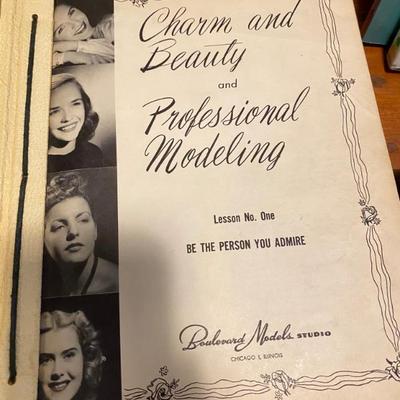 Charm and
Beauty
and
Professional
Modeling
Lesson No. One
BE THE PERSON YOU ADMIRE
Boulevard Models STUDIO
CHICAGO 1, ILLINOIS